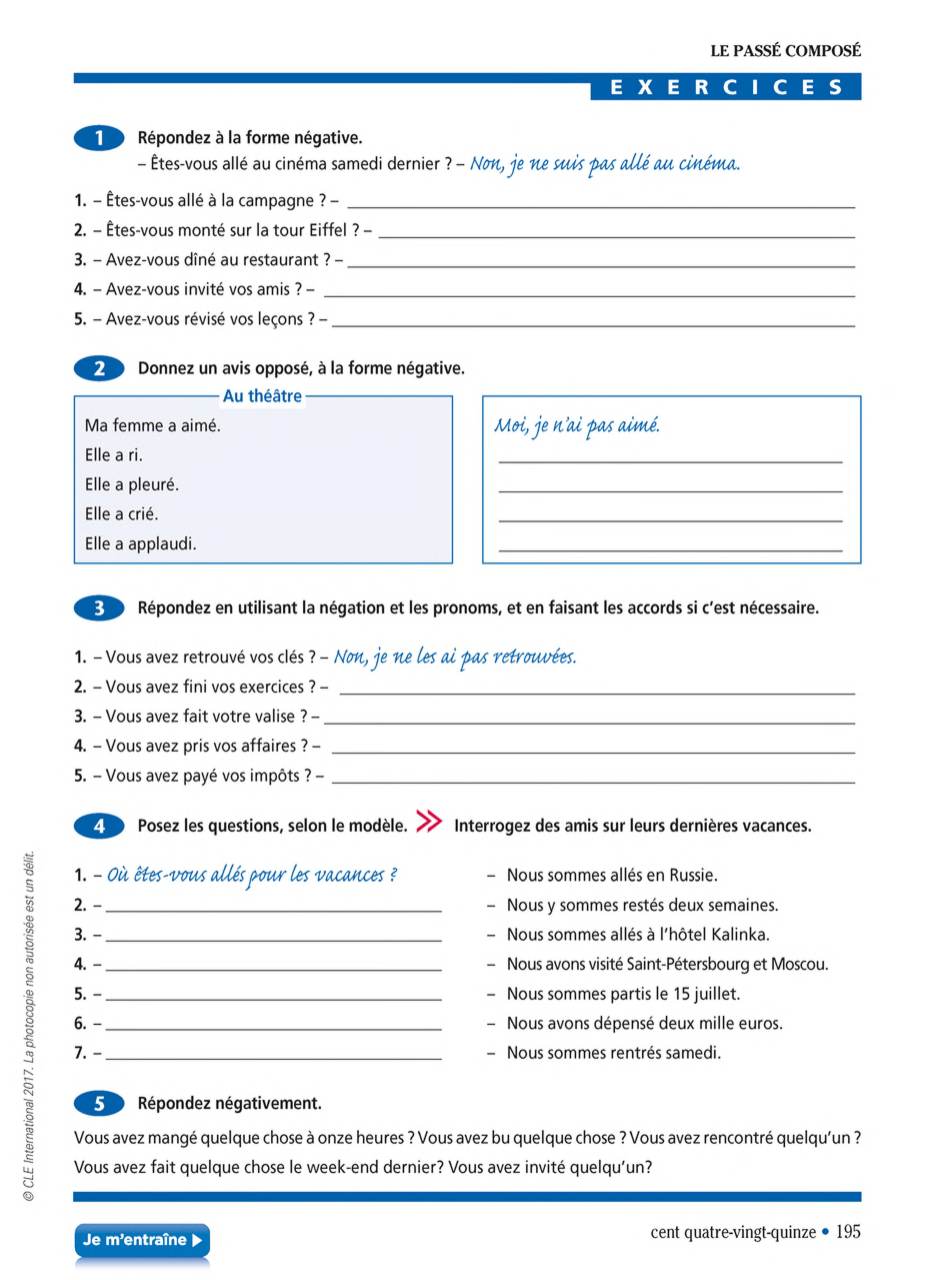 LE PASSÉ COMPOSÉ
EXERCICES
1 Répondez à la forme négative.
– Êtes-vous allé au cinéma samedi dernier ? – Non, je ne suis pas allé au cinéma.
1. – Êtes-vous allé à la campagne ? –
2. – Êtes-vous monté sur la tour Eiffel ? –
3. – Avez-vous dîné au restaurant ? –
4. – Avez-vous invité vos amis ? –
5. – Avez-vous révisé vos leçons ? –
2 Donnez un avis opposé, à la forme négative.
Au théâtre
Ma femme a aimé.
Elle a ri.
Elle a pleuré.
Elle a crié.
Elle a applaudi.
Moi, je n'ai pas aimé.
3 Répondez en utilisant la négation et les pronoms, et en faisant les accords si c'est nécessaire.
1. – Vous avez retrouvé vos clés ? – Non, je ne les ai pas retrouvées.
2. – Vous avez fini vos exercices ? –
3. – Vous avez fait votre valise ? –
4. – Vous avez pris vos affaires ? –
5. – Vous avez payé vos impôts ? –
4 Posez les questions, selon le modèle. Interrogez des amis sur leurs dernières vacances.
1. – Où êtes-vous allés pour les vacances ? – Nous sommes allés en Russie.
2. – – Nous y sommes restés deux semaines.
3. – – Nous sommes allés à l'hôtel Kalinka.
4. – – Nous avons visité Saint-Pétersbourg et Moscou.
5. – – Nous sommes partis le 15 juillet.
6. – – Nous avons dépensé deux mille euros.
7. – – Nous sommes rentrés samedi.
5 Répondez négativement.
Vous avez mangé quelque chose à onze heures ? Vous avez bu quelque chose ? Vous avez rencontré quelqu'un ?
Vous avez fait quelque chose le week-end dernier? Vous avez invité quelqu'un?
© CLE International 2017. La photocopie non autorisée est un délit.
Je m'entraîne
cent quatre-vingt-quinze • 195